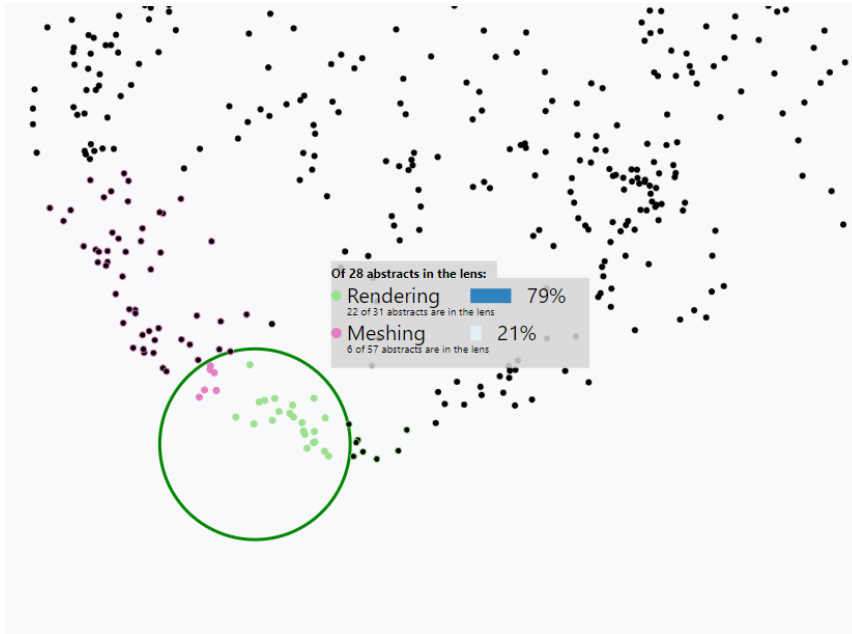 Of 28 abstracts in the lens:
Rendering 79%
22 of 31 abstracts are in the lens
Meshing 21%
6 of 57 abstracts are in the lens